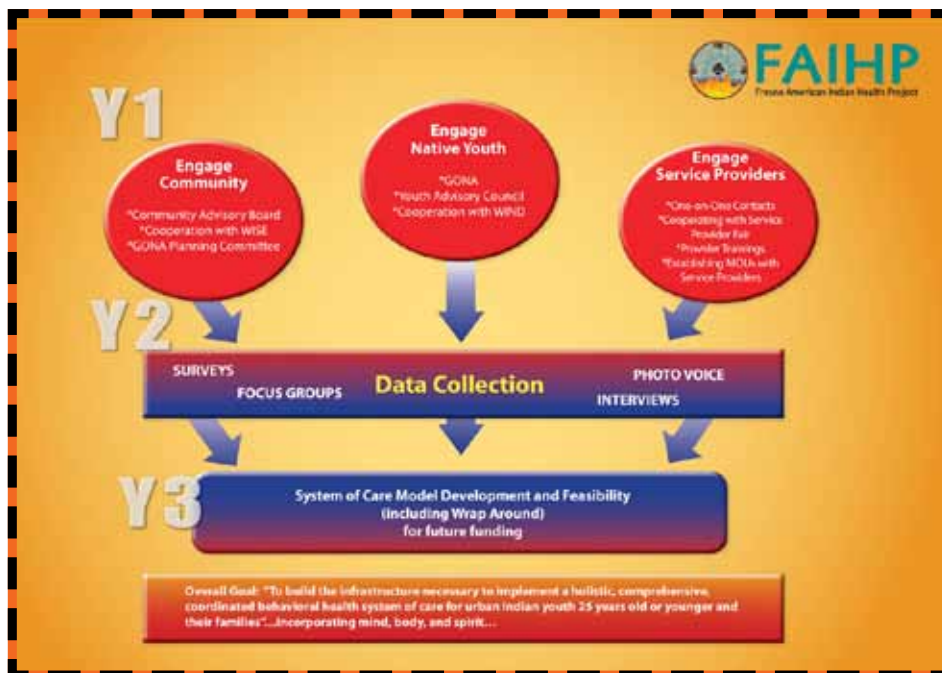 FAIHP
Fresno American Indian Health Project
Y1
Engage
Community
*Community Advisory Board
*Cooperation with WISE
*GONA Planning Committee
Engage
Native Youth
*GONA
*Youth Advisory Council
*Cooperation with WIND
Engage
Service Providers
*One-on-One Contacts
*Cooperating with Service
Provider Fair
*Provider Trainings
*Establishing MOUs with
Service Providers
Y2
SURVEYS
FOCUS GROUPS
Data Collection
PHOTO VOICE
INTERVIEWS
Y3
System of Care Model Development and Feasibility
(including Wrap Around)
for future funding
Overall Goal: "To build the infrastructure necessary to implement a holistic, comprehensive,
coordinated behavioral health system of care for urban Indian youth 25 years old or younger and
their families"...incorporating mind, body, and spirit...